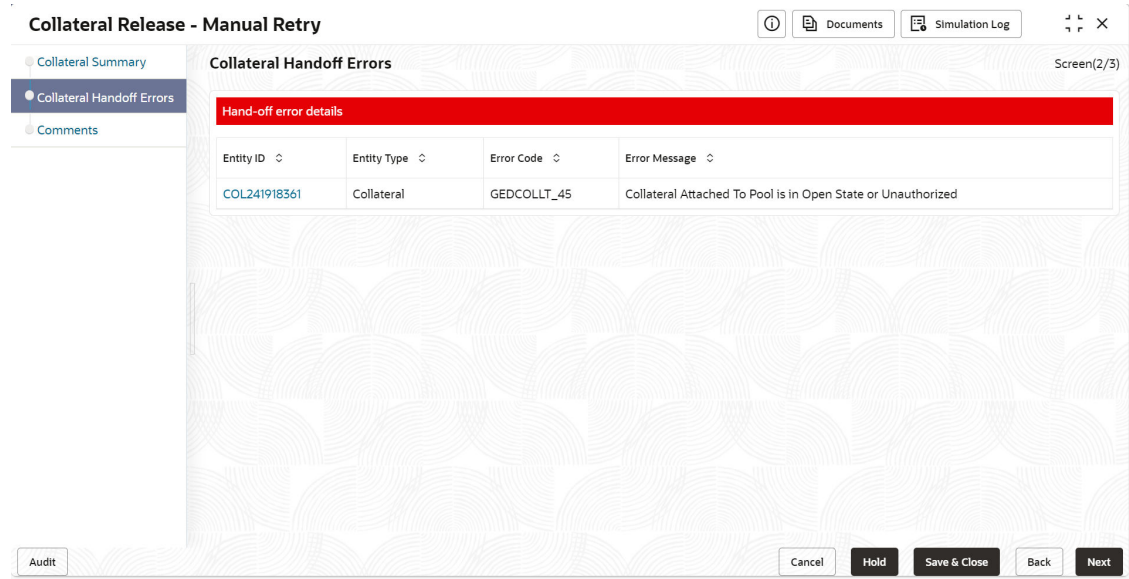 Collateral Release - Manual Retry
Documents
Simulation Log
Collateral Summary
Collateral Handoff Errors
Comments
Collateral Handoff Errors
Screen(2/3)
Hand-off error details
Entity ID Entity Type Error Code Error Message
COL241918361 Collateral GEDCOLLT_45 Collateral Attached To Pool is in Open State or Unauthorized
Audit
Cancel Hold Save & Close Back Next